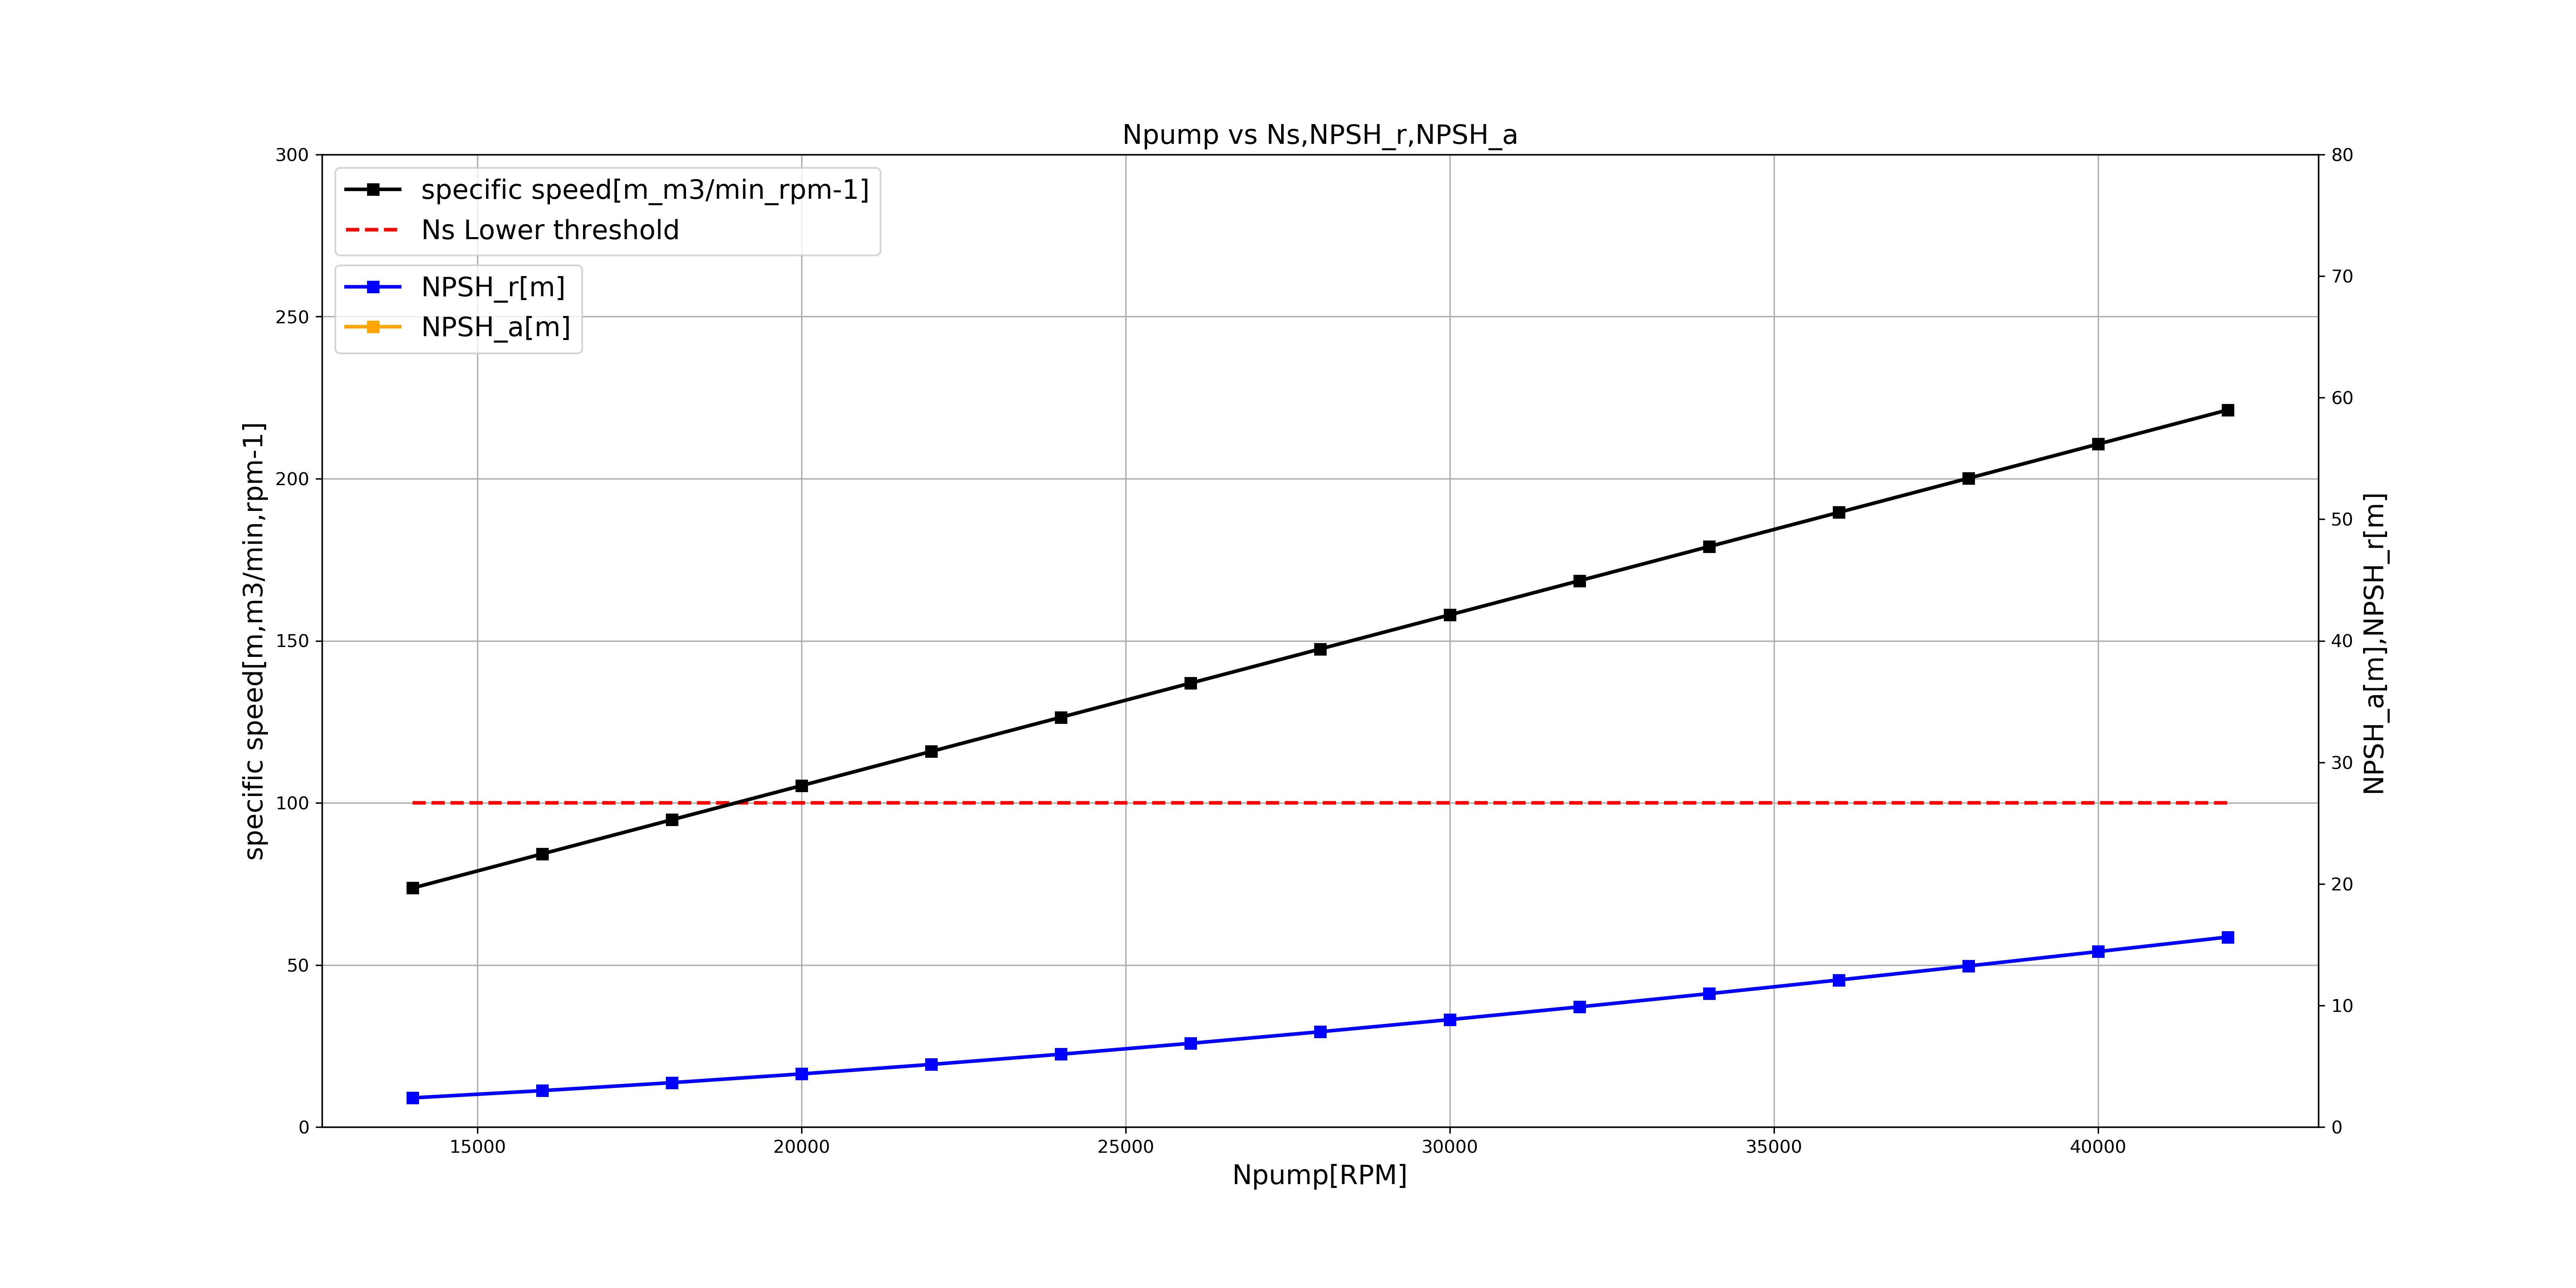 Npump vs Ns,NPSH_r,NPSH_a
specific speed[m_m3/min_rpm-1]
Ns Lower threshold
NPSH_r[m]
NPSH_a[m]
specific speed[m,m3/min,rpm-1]
300
250
200
150
100
50
0
80
70
60
50
40
30
20
10
0
NPSH_a[m],NPSH_r[m]
15000 20000 25000 30000 35000 40000
Npump[RPM]